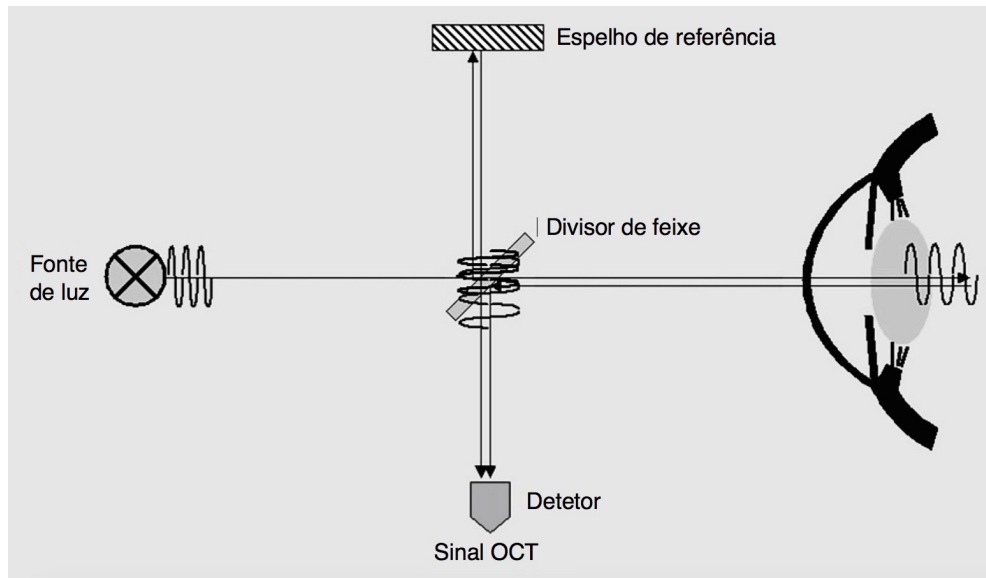 Espelho de referência
Divisor de feixe
Fonte
de luz
Detetor
Sinal OCT